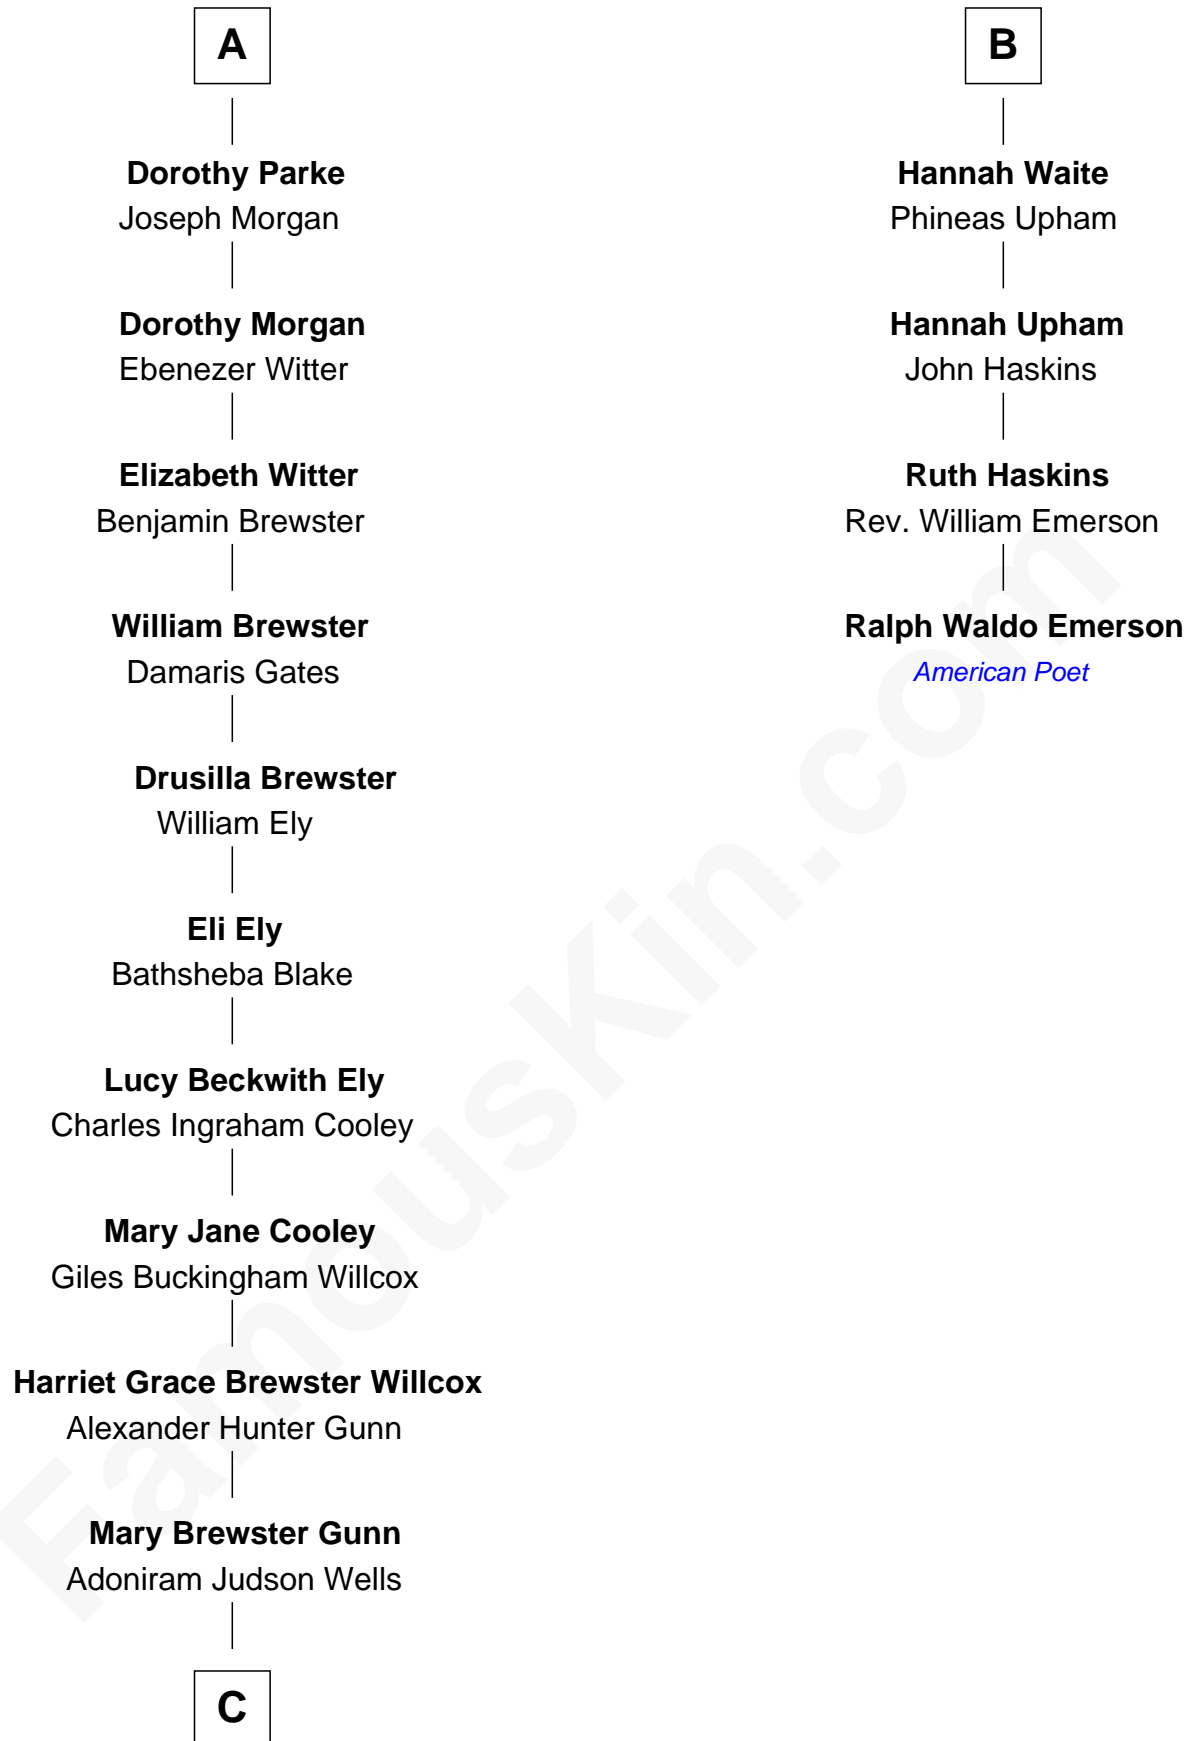 A
Dorothy Parke
Joseph Morgan
Dorothy Morgan
Ebenezer Witter
Elizabeth Witter
Benjamin Brewster
William Brewster
Damaris Gates
Drusilla Brewster
William Ely
Eli Ely
Bathsheba Blake
Lucy Beckwith Ely
Charles Ingraham Cooley
Mary Jane Cooley
Giles Buckingham Willcox
Harriet Grace Brewster Willcox
Alexander Hunter Gunn
Mary Brewster Gunn
Adoniram Judson Wells
C
B
Hannah Waite
Phineas Upham
Hannah Upham
John Haskins
Ruth Haskins
Rev. William Emerson
Ralph Waldo Emerson
American Poet
FamousKin.com